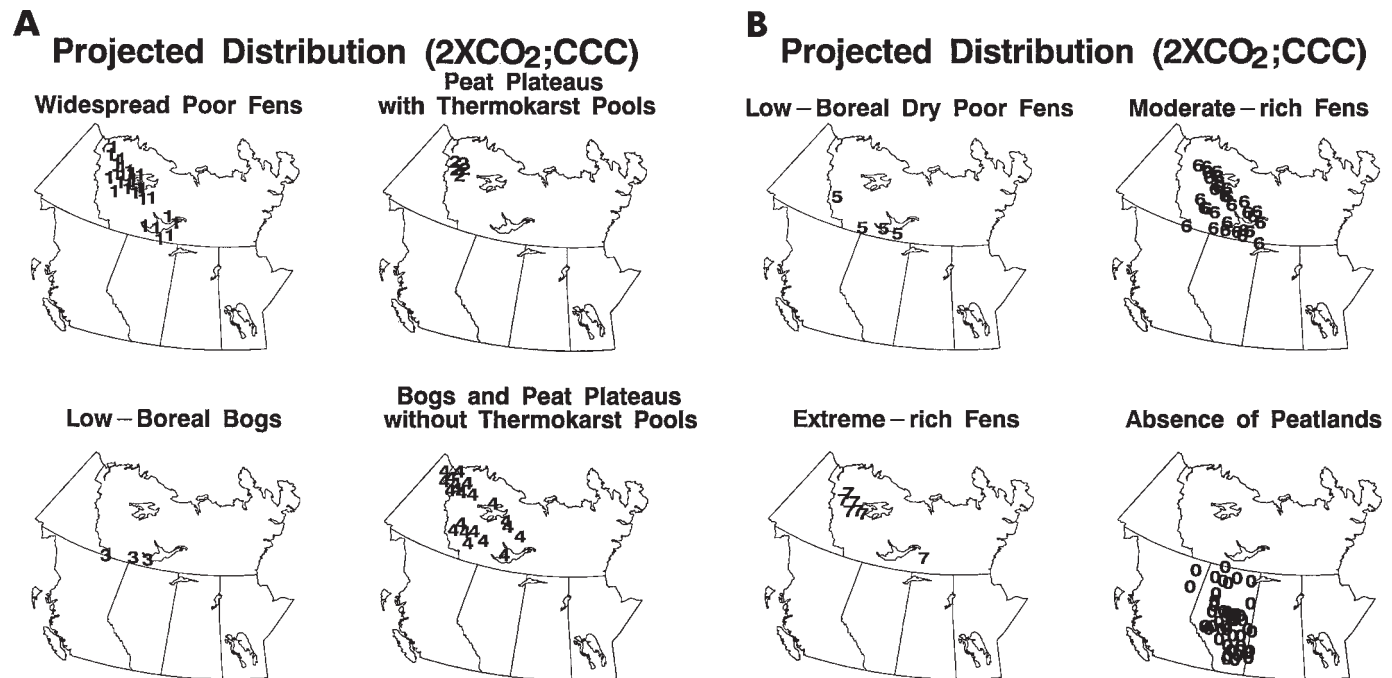 A
Projected Distribution (2XCO2;CCC)
Widespread Poor Fens
Peat Plateaus
with Thermokarst Pools
Low–Boreal Bogs
Bogs and Peat Plateaus
without Thermokarst Pools
B
Projected Distribution (2XCO2;CCC)
Low–Boreal Dry Poor Fens
Moderate–rich Fens
Extreme–rich Fens
Absence of Peatlands